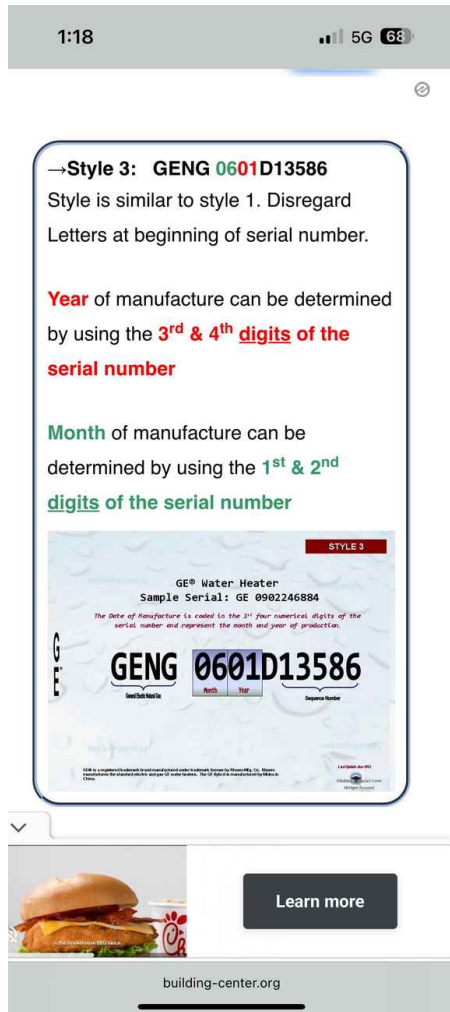 1:18
5G 68
→Style 3: GENG 0601D13586
Style is similar to style 1. Disregard
Letters at beginning of serial number.
Year of manufacture can be determined
by using the 3rd & 4th digits of the
serial number
Month of manufacture can be
determined by using the 1st & 2nd
digits of the serial number
STYLE 3
GE® Water Heater
Sample Serial: GE 0902246884
The Date of Manufacture is coded in the 1st four numerical digits of the
serial number and represent the month and year of production.
GE
GENG 0601D13586
General Electric Natural Gas
Month Year
Sequence Number
Learn more
building-center.org